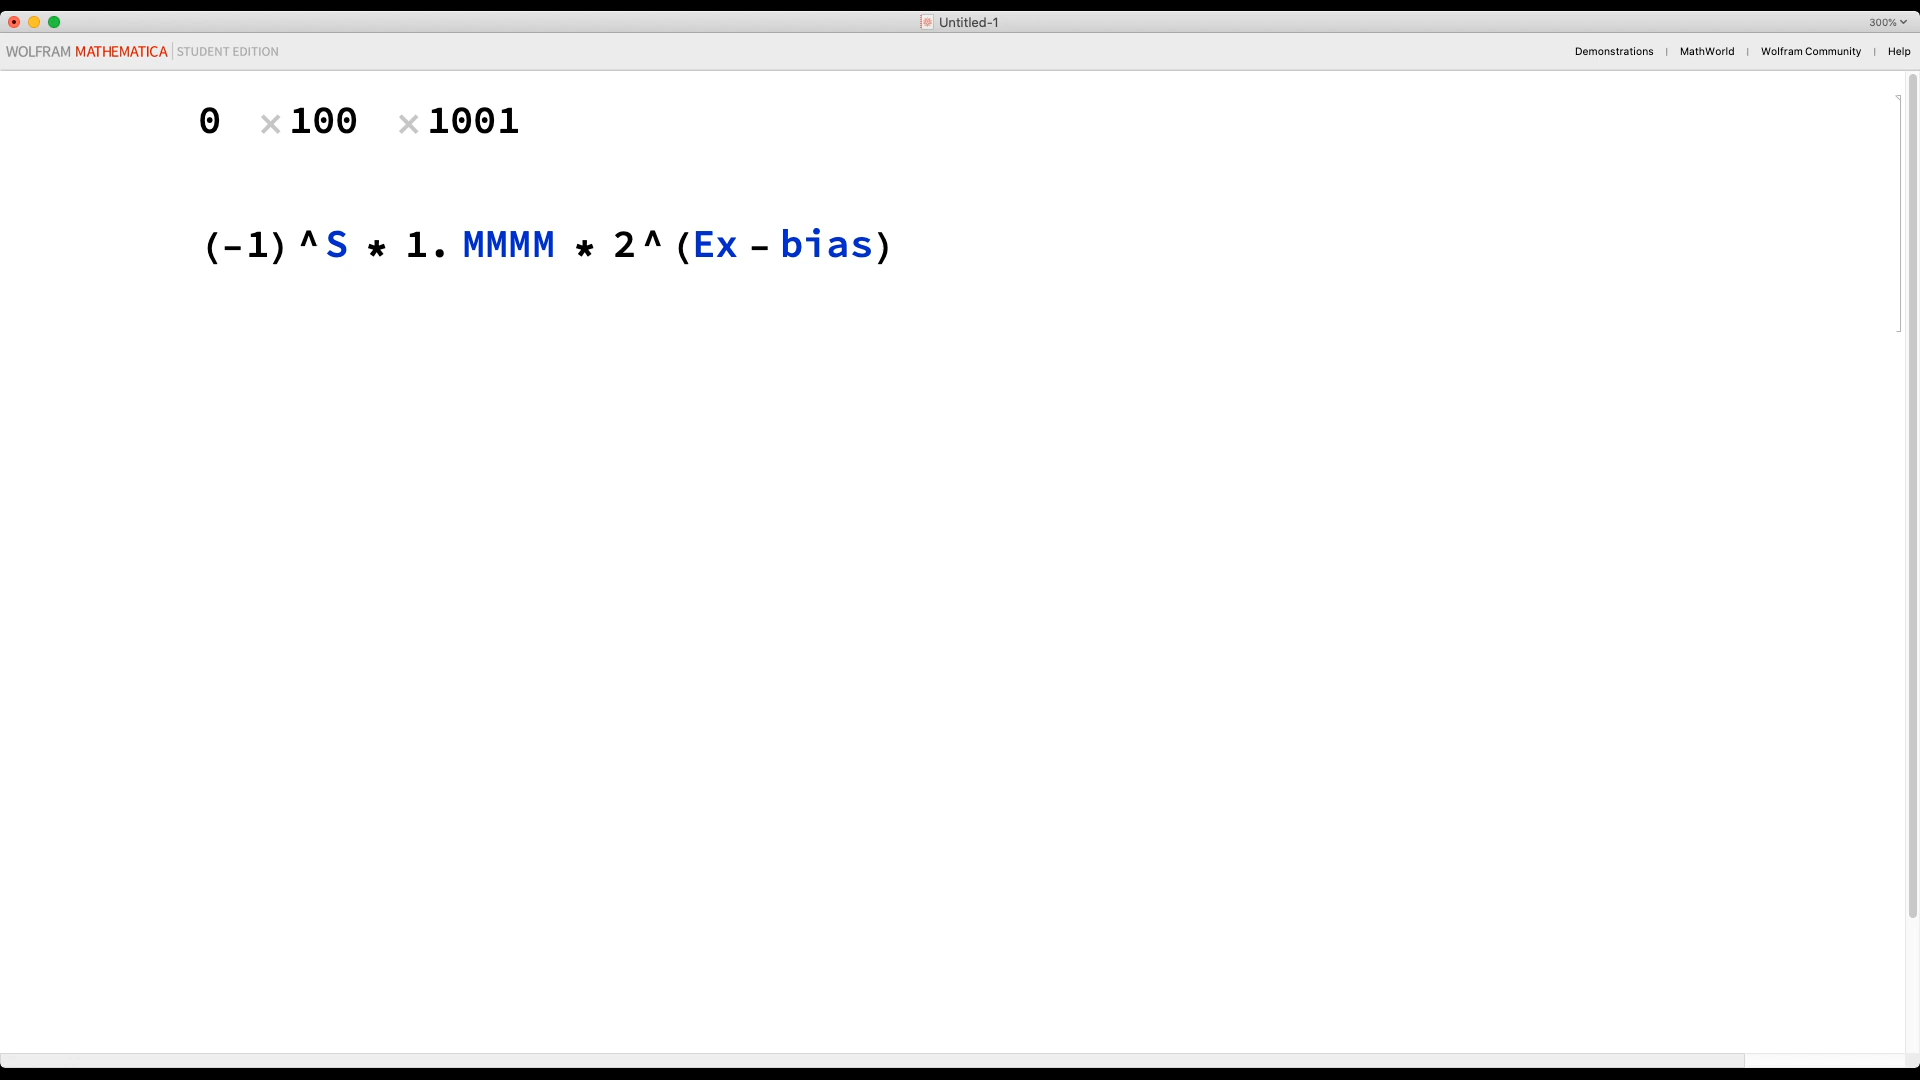 Untitled-1
300%
WOLFRAM MATHEMATICA STUDENT EDITION
Demonstrations | MathWorld | Wolfram Community | Help
0 × 100 × 1001
(-1)^S * 1. MMMM * 2^(Ex - bias)